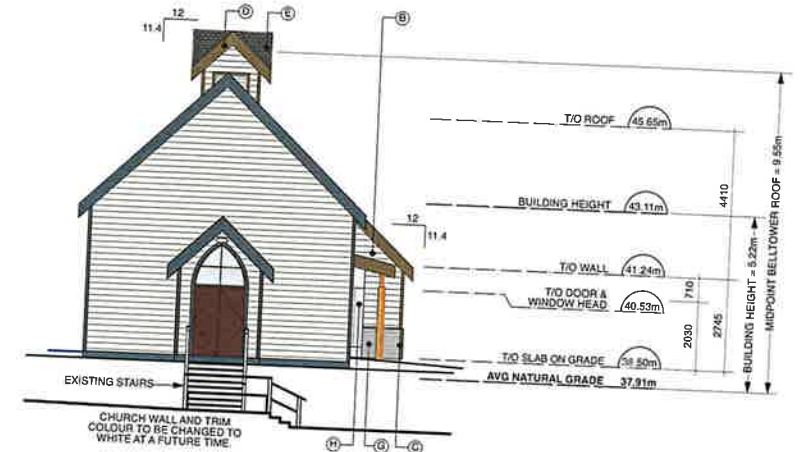 12
11.4
D
E
B
T/O ROOF 45.65m
BUILDING HEIGHT 43.11m
12
11.4
T/O WALL 41.24m
T/O DOOR &
WINDOW HEAD 40.53m
T/O SLAB ON GRADE 38.50m
AVG NATURAL GRADE 37.91m
4410
710
2030
2745
BUILDING HEIGHT = 5.22m
MIDPOINT BELLTOWER ROOF = 9.55m
EXISTING STAIRS
CHURCH WALL AND TRIM
COLOUR TO BE CHANGED TO
WHITE AT A FUTURE TIME.
H
G
C